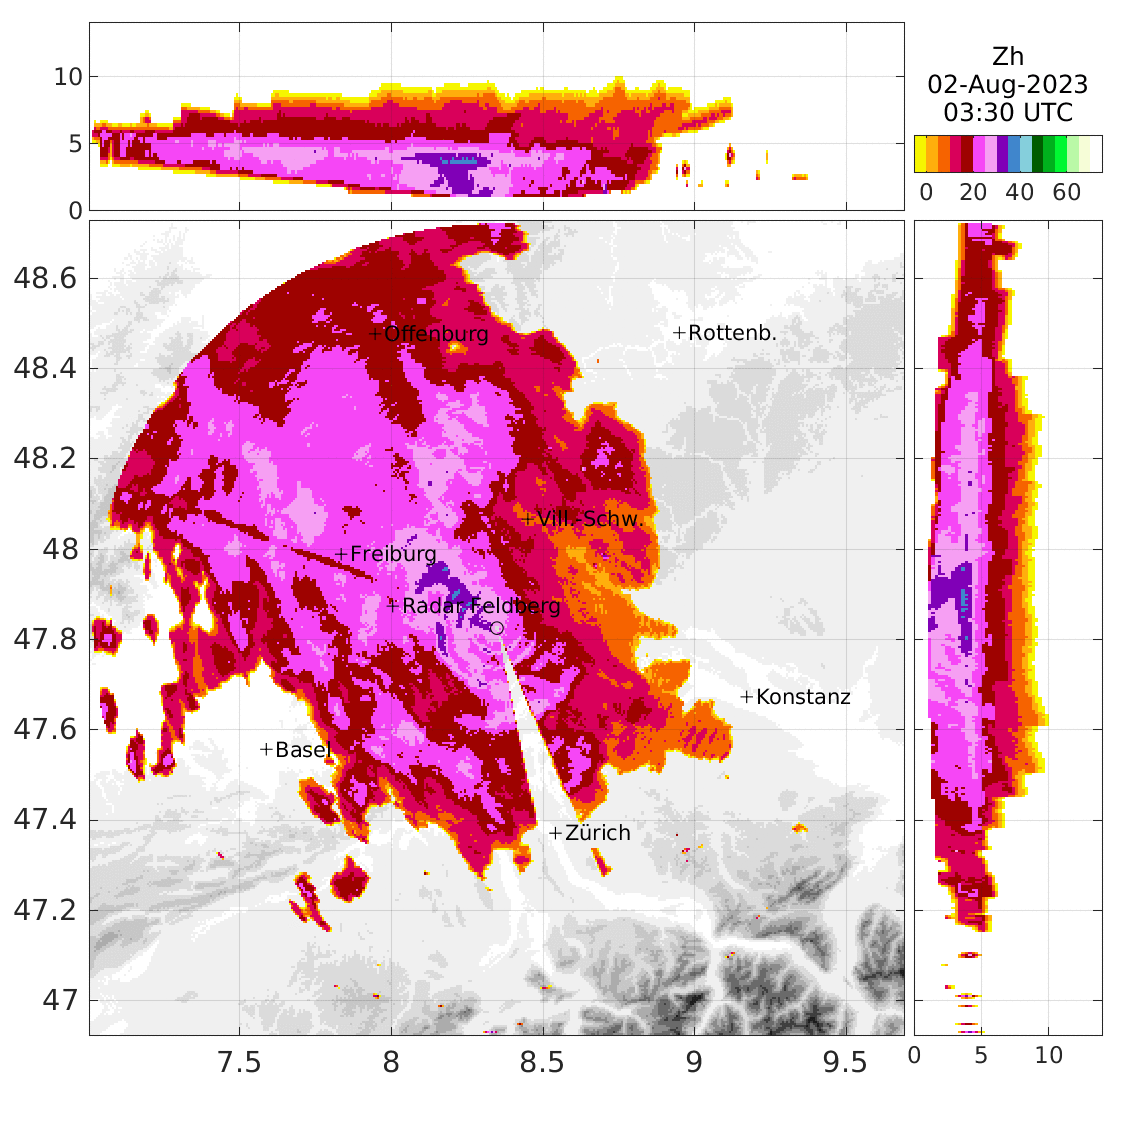 10
5
0
Zh
02-Aug-2023
03:30 UTC
0 20 40 60
48.6
48.4
48.2
48
47.8
47.6
47.4
47.2
47
+Offenburg
+Rottenb.
+Vill.-Schw.
+Freiburg
+Radar Feldberg
+Konstanz
+Basel
+Zürich
7.5 8 8.5 9 9.5
0 5 10